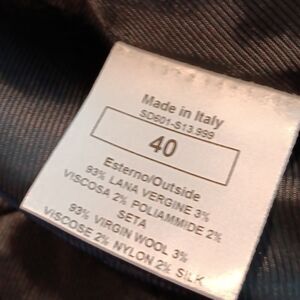 Made in Italy
SD601-S13.999
40
Esterno/Outside
93% LANA VERGINE 3%
VISCOSA 2% POLIAMMIDE 2%
SETA
93% VIRGIN WOOL 3%
VISCOSE 2% NYLON 2% SILK